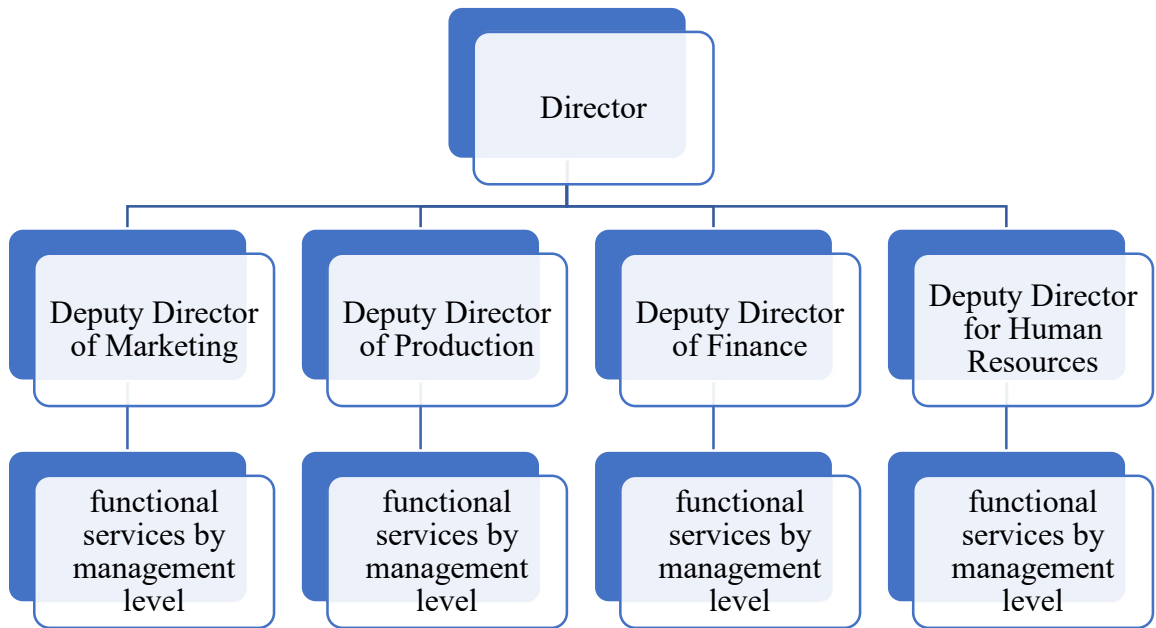 Director
Deputy Director
of Marketing
Deputy Director
of Production
Deputy Director
of Finance
Deputy Director
for Human
Resources
functional
services by
management
level
functional
services by
management
level
functional
services by
management
level
functional
services by
management
level